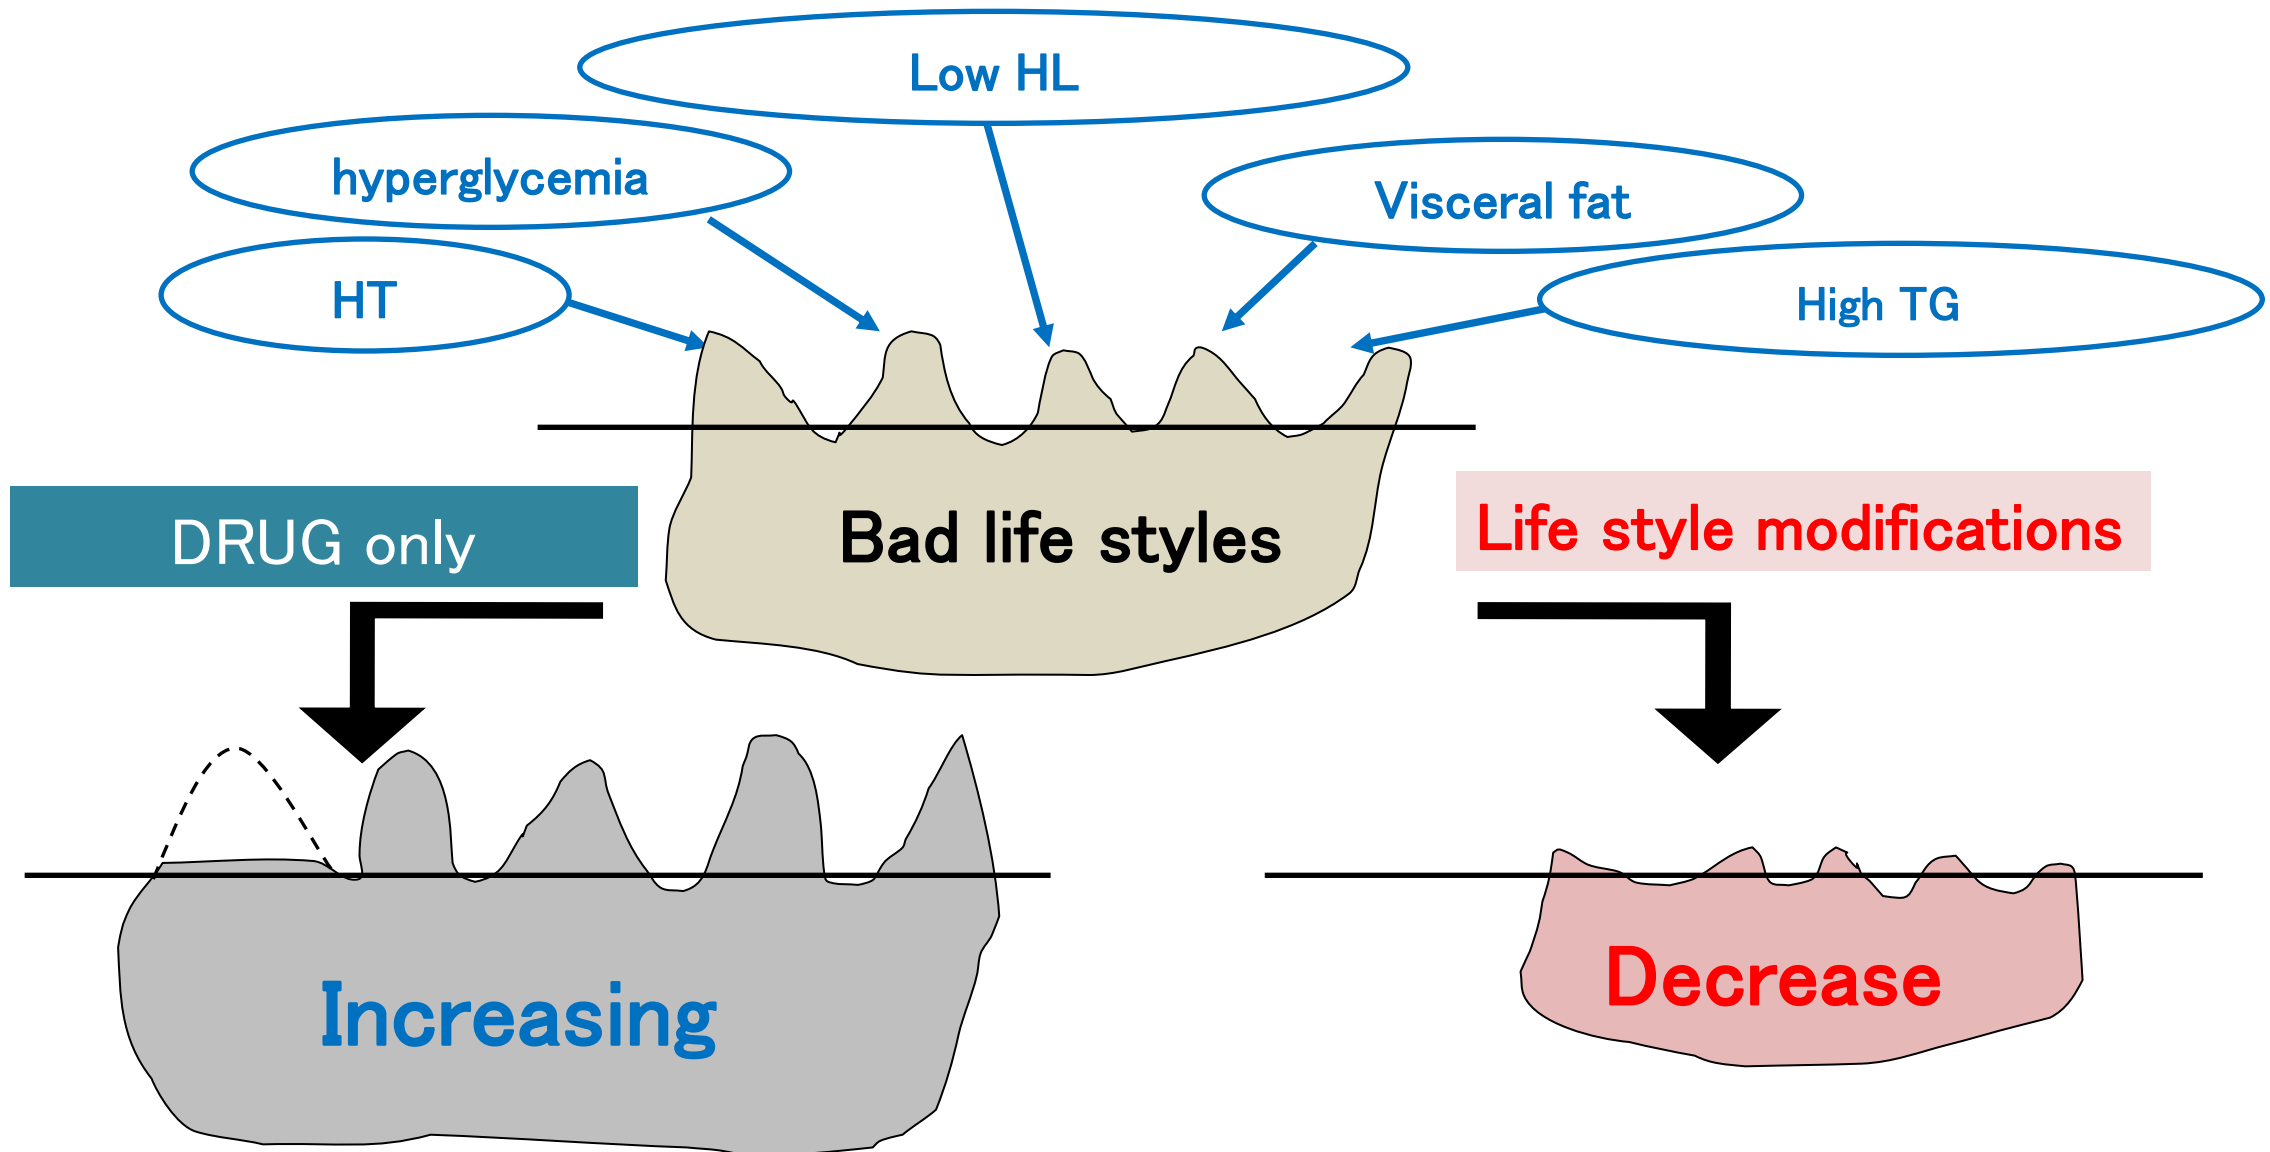 Low HL
hyperglycemia
Visceral fat
HT
High TG
DRUG only
Bad life styles
Life style modifications
Increasing
Decrease